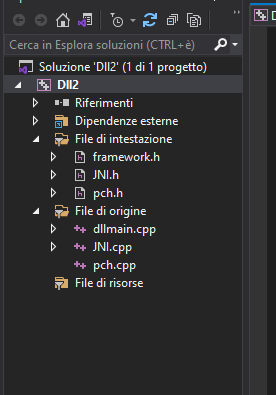 Cerca in Esplora soluzioni (CTRL+è)
Soluzione 'Dll2' (1 di 1 progetto)
Dll2
Riferimenti
Dipendenze esterne
File di intestazione
framework.h
JNI.h
pch.h
File di origine
dllmain.cpp
JNI.cpp
pch.cpp
File di risorse